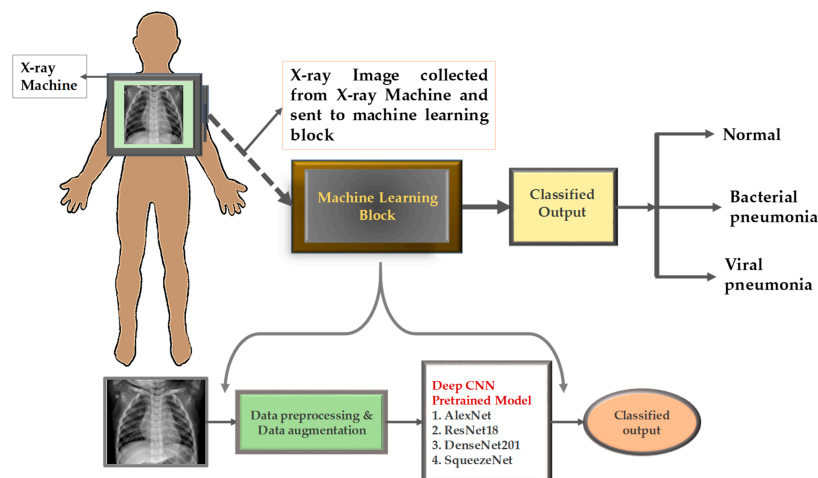 X-ray
Machine
X-ray Image collected
from X-ray Machine and
sent to machine learning
block
Machine Learning
Block
Classified
Output
Normal
Bacterial
pneumonia
Viral
pneumonia
Data preprocessing &
Data augmentation
Deep CNN
Pretrained Model
1. AlexNet
2. ResNet18
3. DenseNet201
4. SqueezeNet
Classified
output